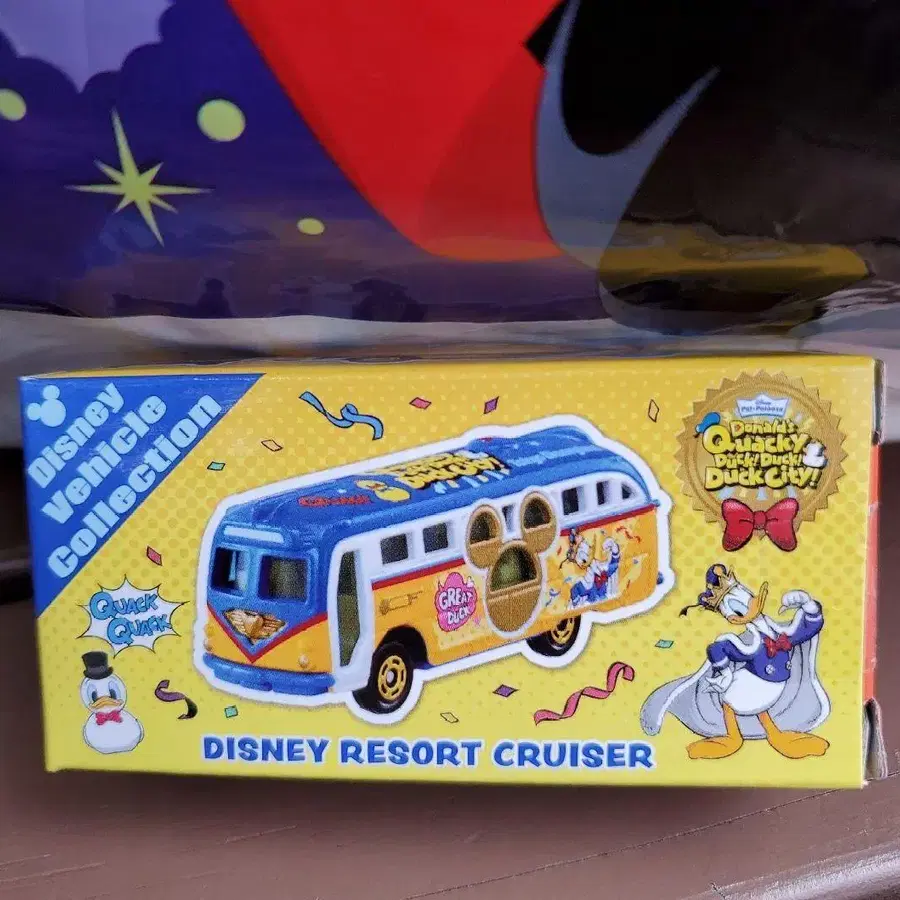 Disney
Vehicle
Collection
Disney
PAL-PALOOZA
Donald's
Quacky
Duck! Duck!
Duck City!
Quack
Quack
GREAT
DUCK
DISNEY RESORT CRUISER